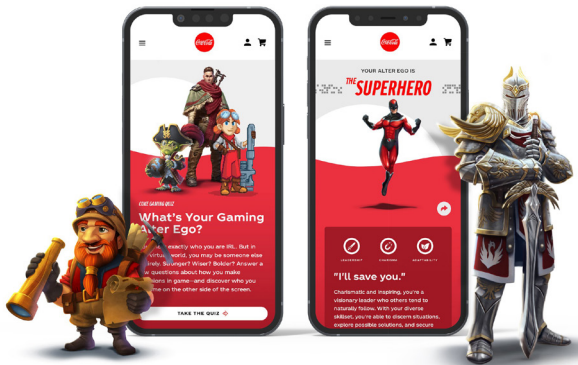 Coca-Cola
COKE GAMING QUIZ
What's Your Gaming
Alter Ego?
exactly who you are IRL. But in
virtual world, you may be someone else
Stronger? Wiser? Bolder? Answer a
questions about how you make
in game—and discover who you
on the other side of the screen.
TAKE THE QUIZ
Coca-Cola
YOUR ALTER EGO IS
THE SUPERHERO
LEADERSHIP
CHARISMA
ADAPTABILITY
"I'll save you."
Charismatic and inspiring, you're a
visionary leader who others tend to
naturally follow. With your diverse
skillset, you're able to discern situations,
explore possible solutions, and secure